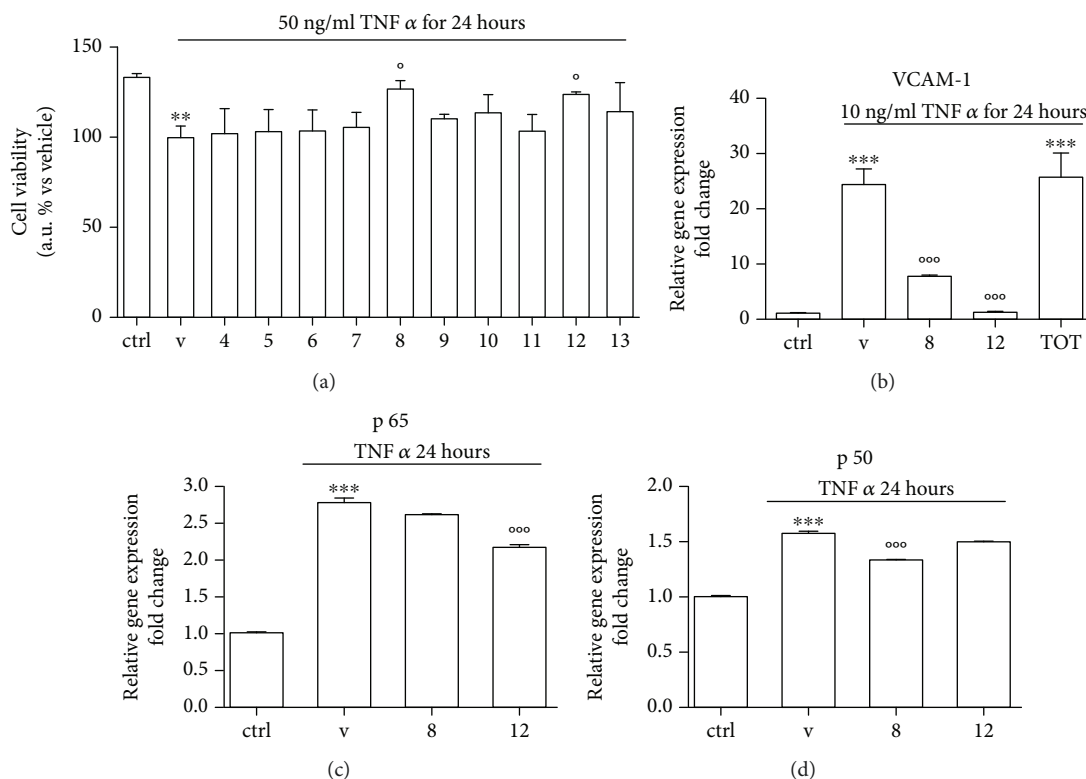 50 ng/ml TNF α for 24 hours
Cell viability
(a.u. % vs vehicle)
150
100
50
0
**
°
°
ctrl v 4 5 6 7 8 9 10 11 12 13
(a)
VCAM-1
10 ng/ml TNF α for 24 hours
Relative gene expression
fold change
40
30
20
10
0
***
°°°
°°°
***
ctrl v 8 12 TOT
(b)
p 65
TNF α 24 hours
Relative gene expression
fold change
3.0
2.5
2.0
1.5
1.0
0.5
0.0
***
°°°
ctrl v 8 12
(c)
p 50
TNF α 24 hours
Relative gene expression
fold change
2.0
1.5
1.0
0.5
0.0
***
°°°
ctrl v 8 12
(d)